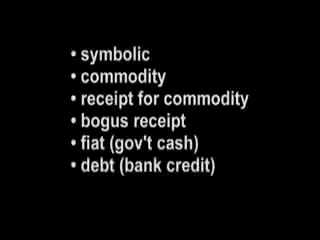 • symbolic
• commodity
• receipt for commodity
• bogus receipt
• fiat (gov't cash)
• debt (bank credit)